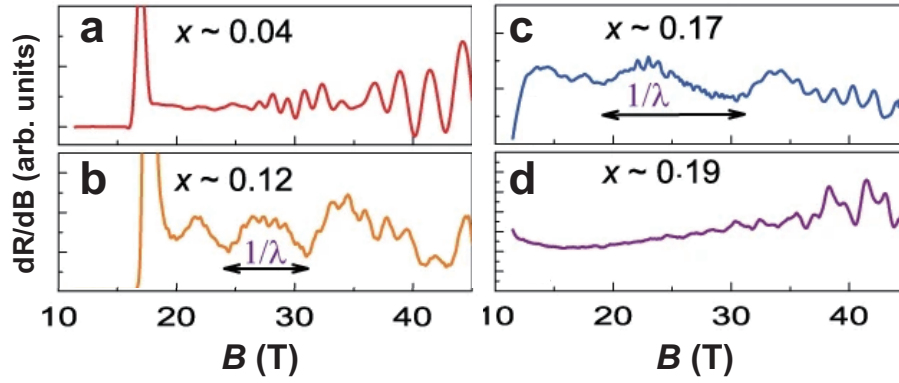 a
x ~ 0.04
b
x ~ 0.12
1/λ
c
x ~ 0.17
1/λ
d
x ~ 0·19
dR/dB (arb. units)
10 20 30 40
10 20 30 40
B (T)
B (T)